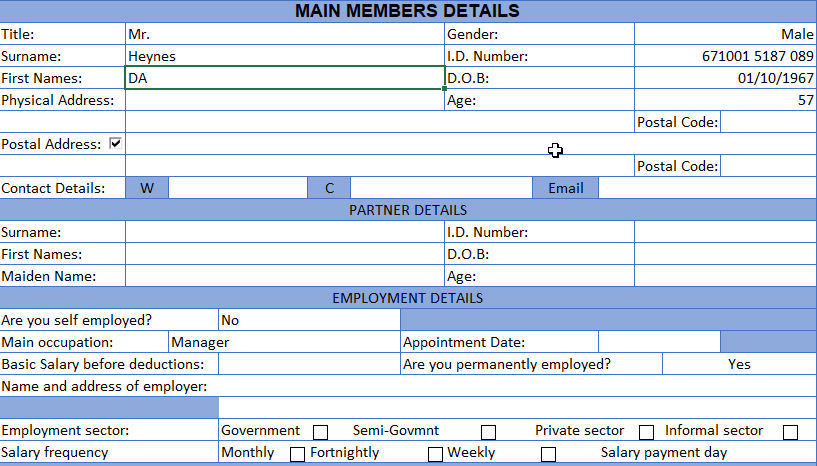 MAIN MEMBERS DETAILS
Title: Mr. Gender: Male
Surname: Heynes I.D. Number: 671001 5187 089
First Names: DA D.O.B: 01/10/1967
Physical Address: Age: 57
Postal Code:
Postal Address:
Postal Code:
Contact Details: W C Email
PARTNER DETAILS
Surname: I.D. Number:
First Names: D.O.B:
Maiden Name: Age:
EMPLOYMENT DETAILS
Are you self employed? No
Main occupation: Manager Appointment Date:
Basic Salary before deductions: Are you permanently employed? Yes
Name and address of employer:
Employment sector: Government Semi-Govmnt Private sector Informal sector
Salary frequency Monthly Fortnightly Weekly Salary payment day